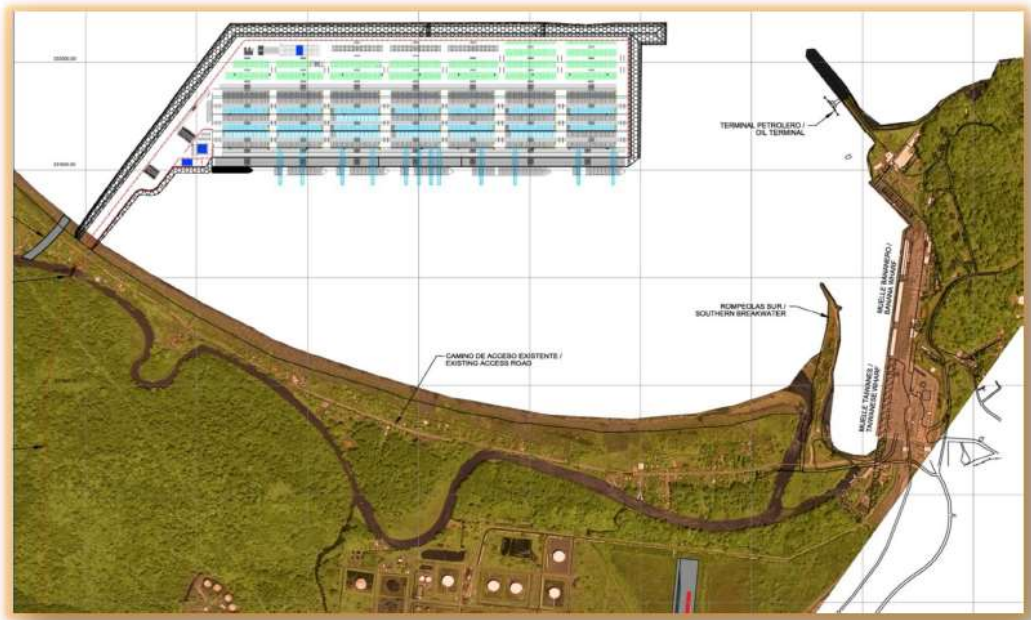 TERMINAL PETROLERO /
OIL TERMINAL
MUELLE BANANERO /
BANANA WHARF
ROMPEOLAS SUR /
SOUTHERN BREAKWATER
CAMINO DE ACCESO EXISTENTE /
EXISTING ACCESS ROAD
MUELLE TAIWANES /
TAIWANESE WHARF